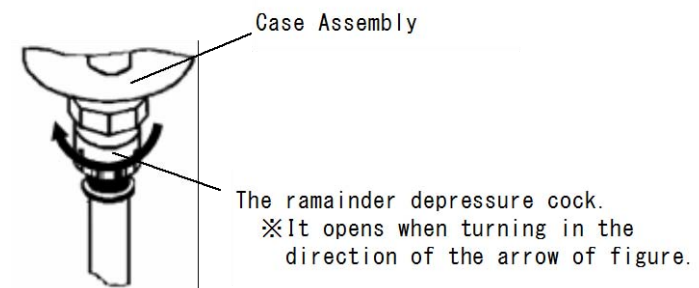 Case Assembly
The ramainder depressure cock.
※It opens when turning in the
direction of the arrow of figure.